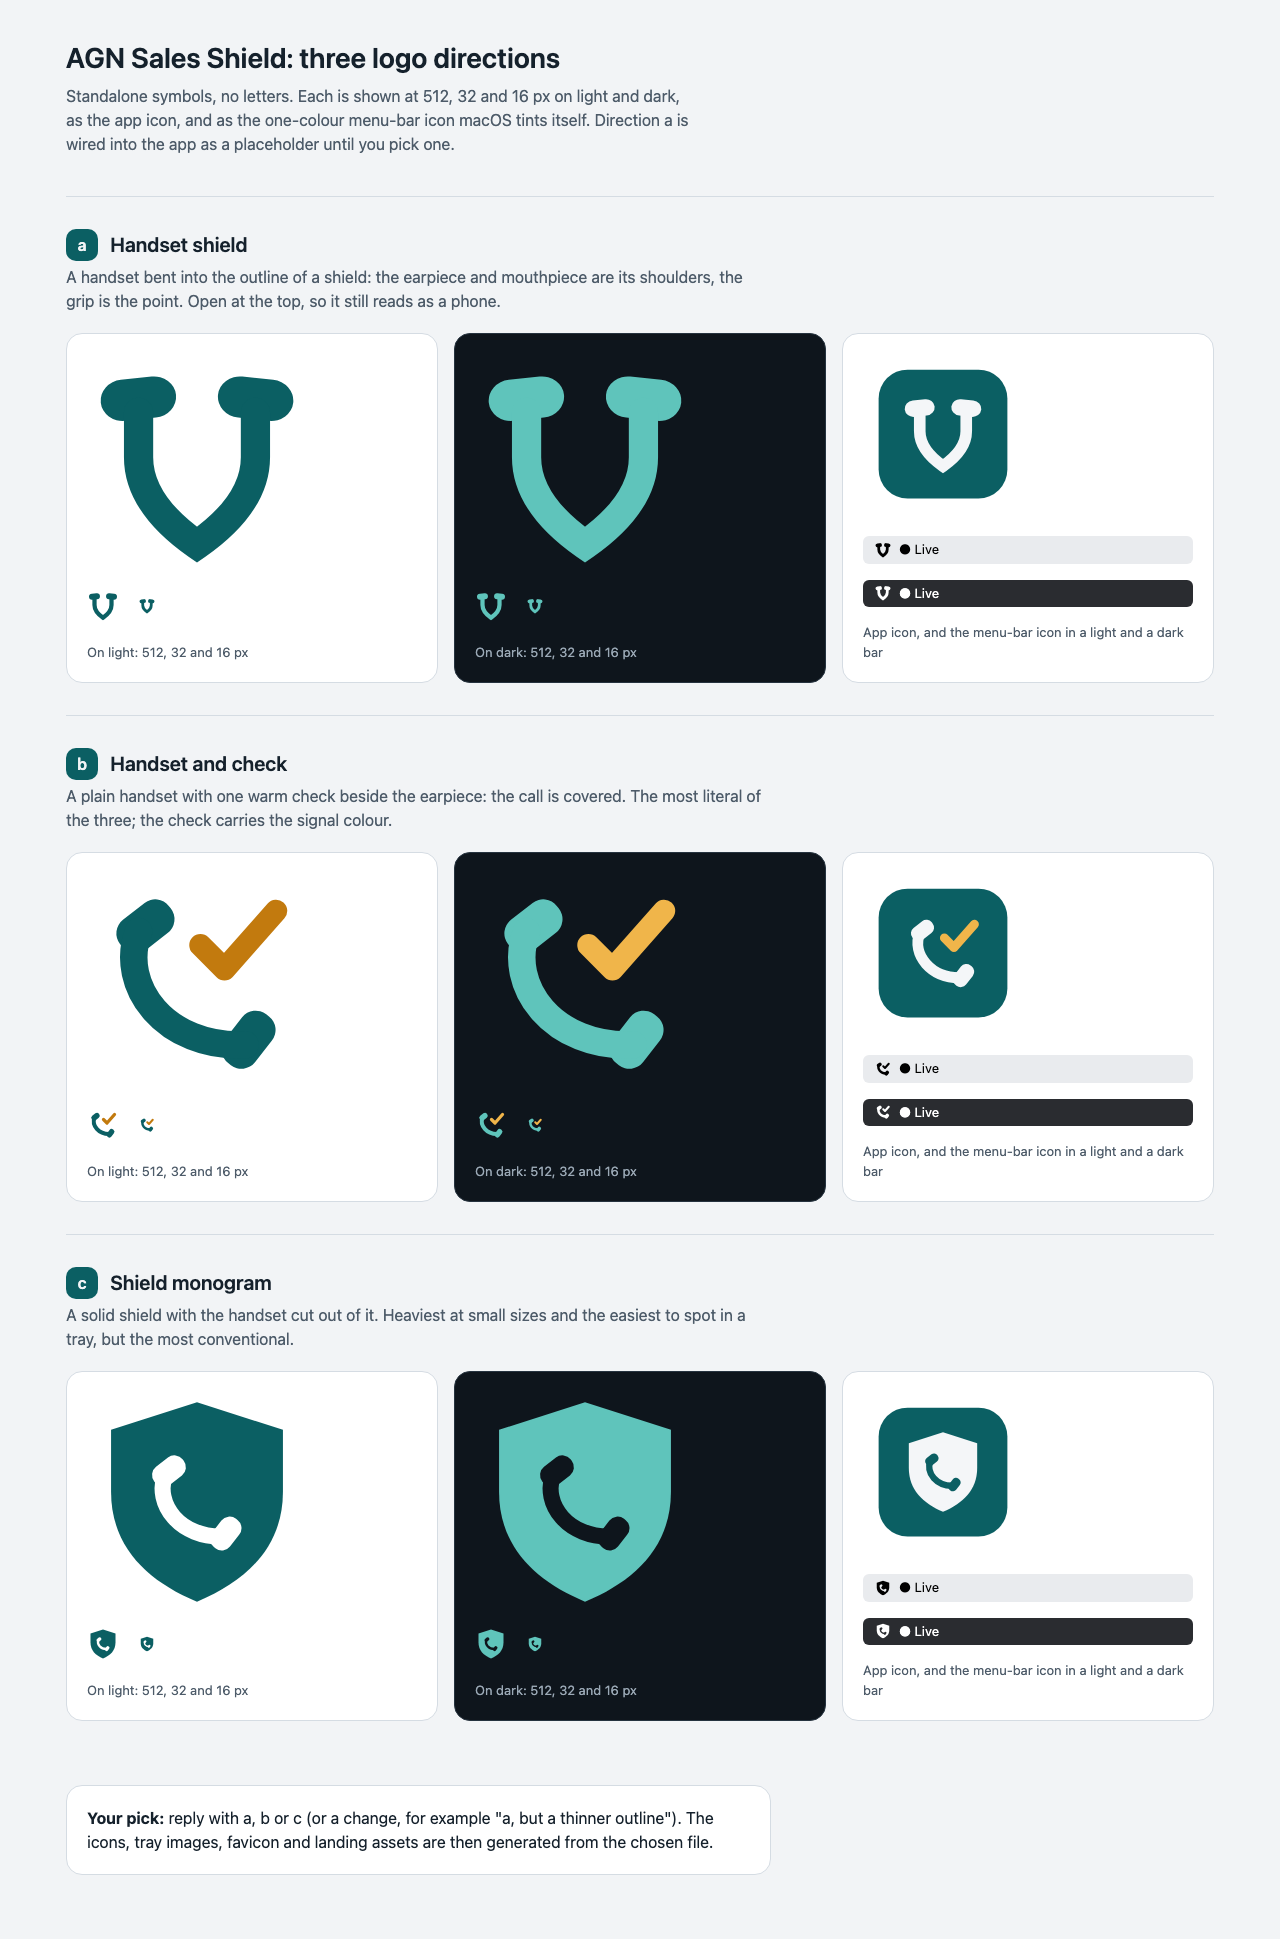 AGN Sales Shield: three logo directions
Standalone symbols, no letters. Each is shown at 512, 32 and 16 px on light and dark,
as the app icon, and as the one-colour menu-bar icon macOS tints itself. Direction a is
wired into the app as a placeholder until you pick one.
a Handset shield
A handset bent into the outline of a shield: the earpiece and mouthpiece are its shoulders, the
grip is the point. Open at the top, so it still reads as a phone.
Live
Live
On light: 512, 32 and 16 px
On dark: 512, 32 and 16 px
App icon, and the menu-bar icon in a light and a dark
bar
b Handset and check
A plain handset with one warm check beside the earpiece: the call is covered. The most literal of
the three; the check carries the signal colour.
Live
Live
On light: 512, 32 and 16 px
On dark: 512, 32 and 16 px
App icon, and the menu-bar icon in a light and a dark
bar
c Shield monogram
A solid shield with the handset cut out of it. Heaviest at small sizes and the easiest to spot in a
tray, but the most conventional.
Live
Live
On light: 512, 32 and 16 px
On dark: 512, 32 and 16 px
App icon, and the menu-bar icon in a light and a dark
bar
Your pick: reply with a, b or c (or a change, for example "a, but a thinner outline"). The
icons, tray images, favicon and landing assets are then generated from the chosen file.